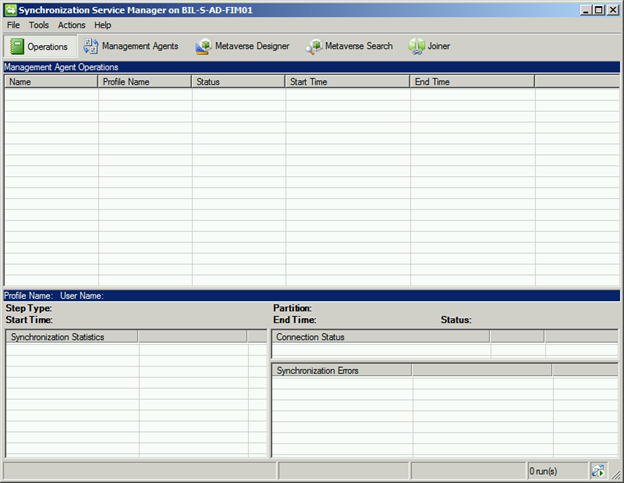 Synchronization Service Manager on BIL-S-AD-FIM01
File Tools Actions Help
Operations Management Agents Metaverse Designer Metaverse Search Joiner
Management Agent Operations
Name Profile Name Status Start Time End Time
Profile Name: User Name:
Step Type: Partition:
Start Time: End Time: Status:
Synchronization Statistics Connection Status
Synchronization Errors
0 run(s)